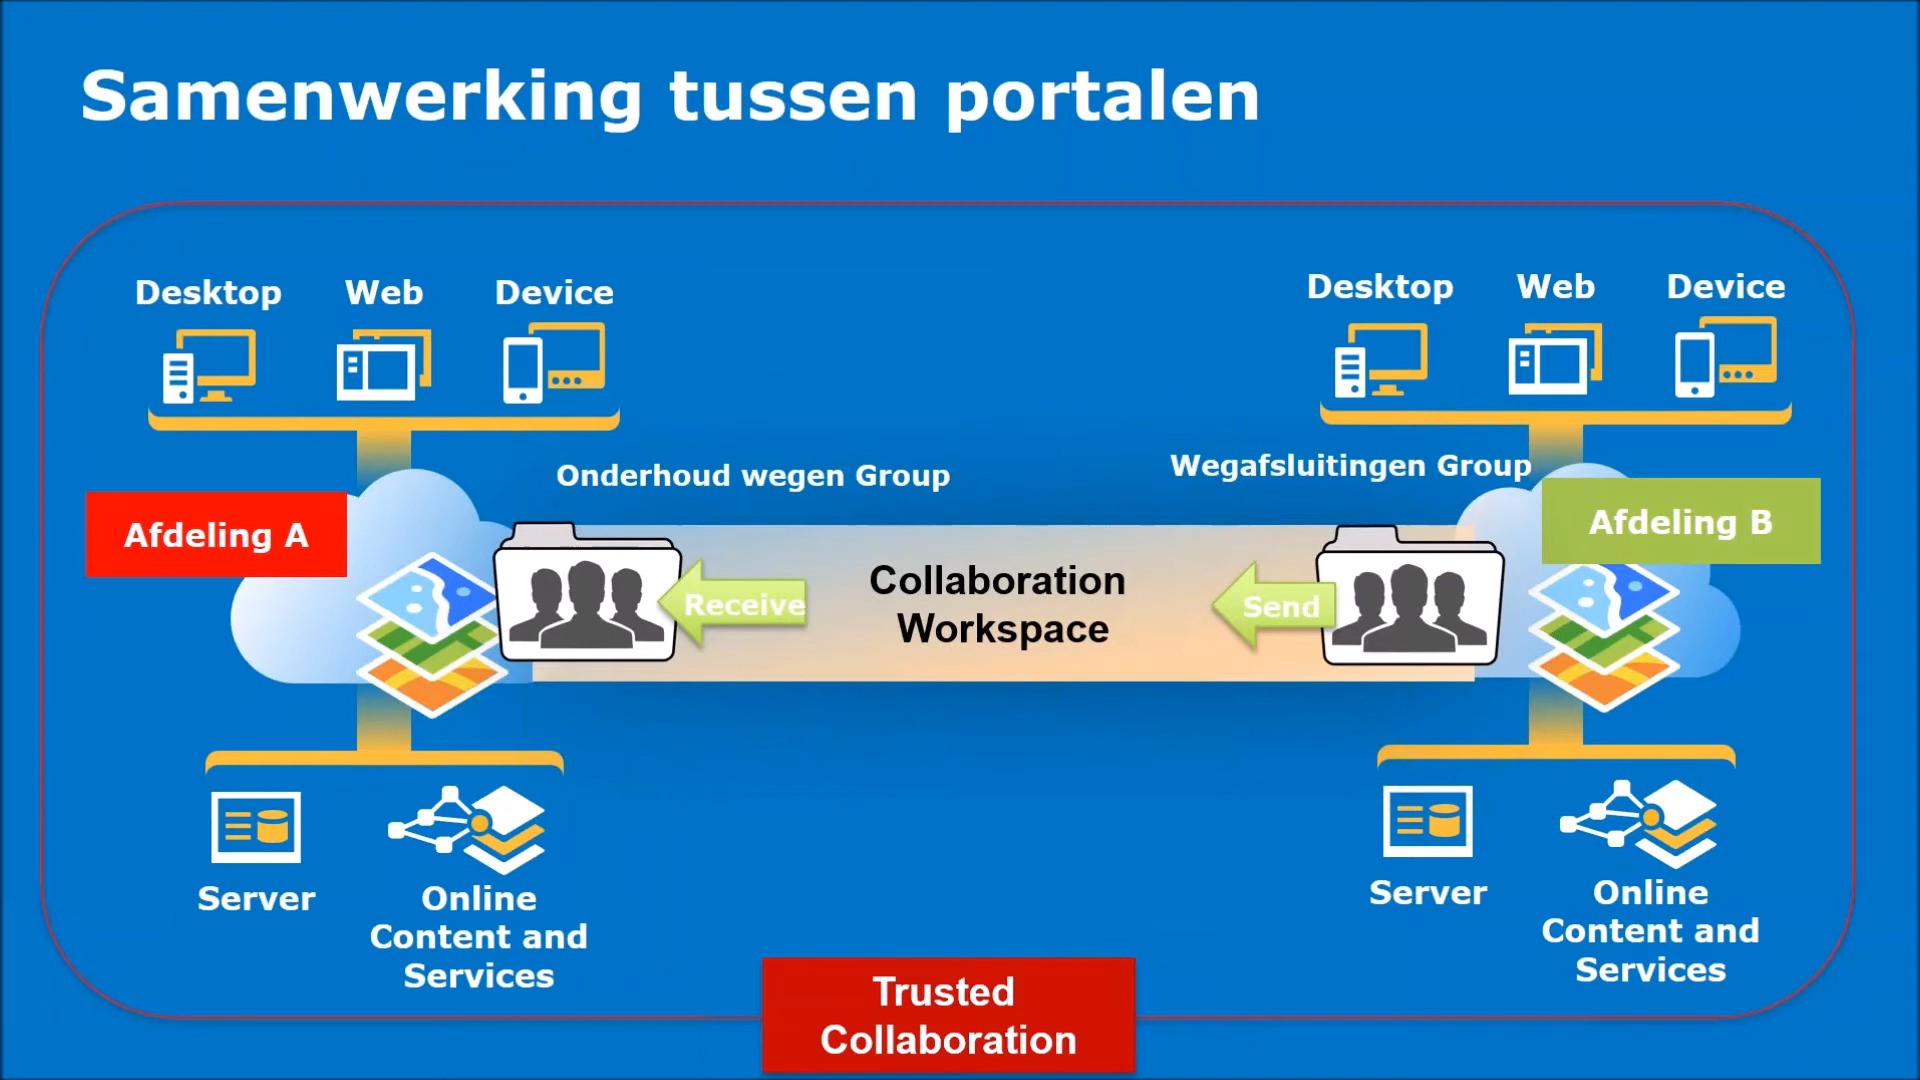 Samenwerking tussen portalen
Desktop Web Device
Desktop Web Device
Onderhoud wegen Group
Wegafsluitingen Group
Afdeling A
Afdeling B
Receive
Collaboration
Workspace
Send
Server
Online
Content and
Services
Server
Online
Content and
Services
Trusted
Collaboration